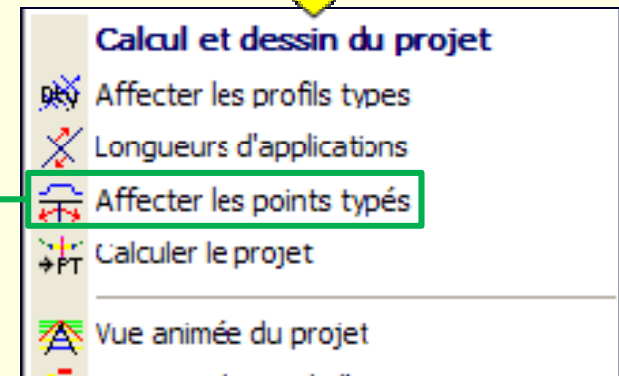 Calcul et dessin du projet
Affecter les profils types
Longueurs d'applications
Affecter les points typés
PT Calculer le projet
Vue animée du projet